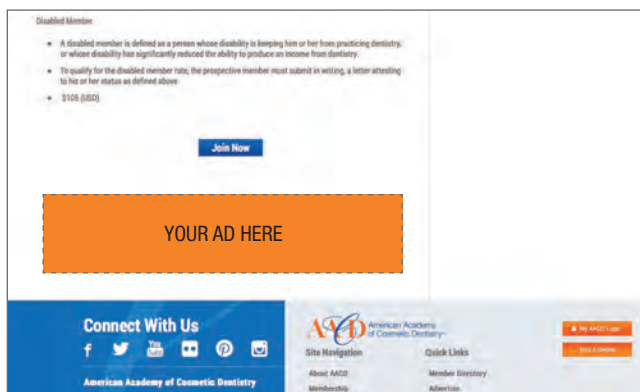 Disabled Member
• A disabled member is defined as a person whose disability is keeping him or her from practicing dentistry,
or whose disability has significantly reduced the ability to produce an income from dentistry.
• To qualify for the disabled member rate, the prospective member must submit in writing, a letter attesting
to his or her status as defined above
• (USD)
Join Now
YOUR AD HERE
Connect With Us
You
Tube
American Academy of Cosmetic Dentistry
AACD American Academy
of Cosmetic Dentistry
Site Navigation
About AACD
Membership
Quick Links
Member Directory
Advertise
My AACD Login